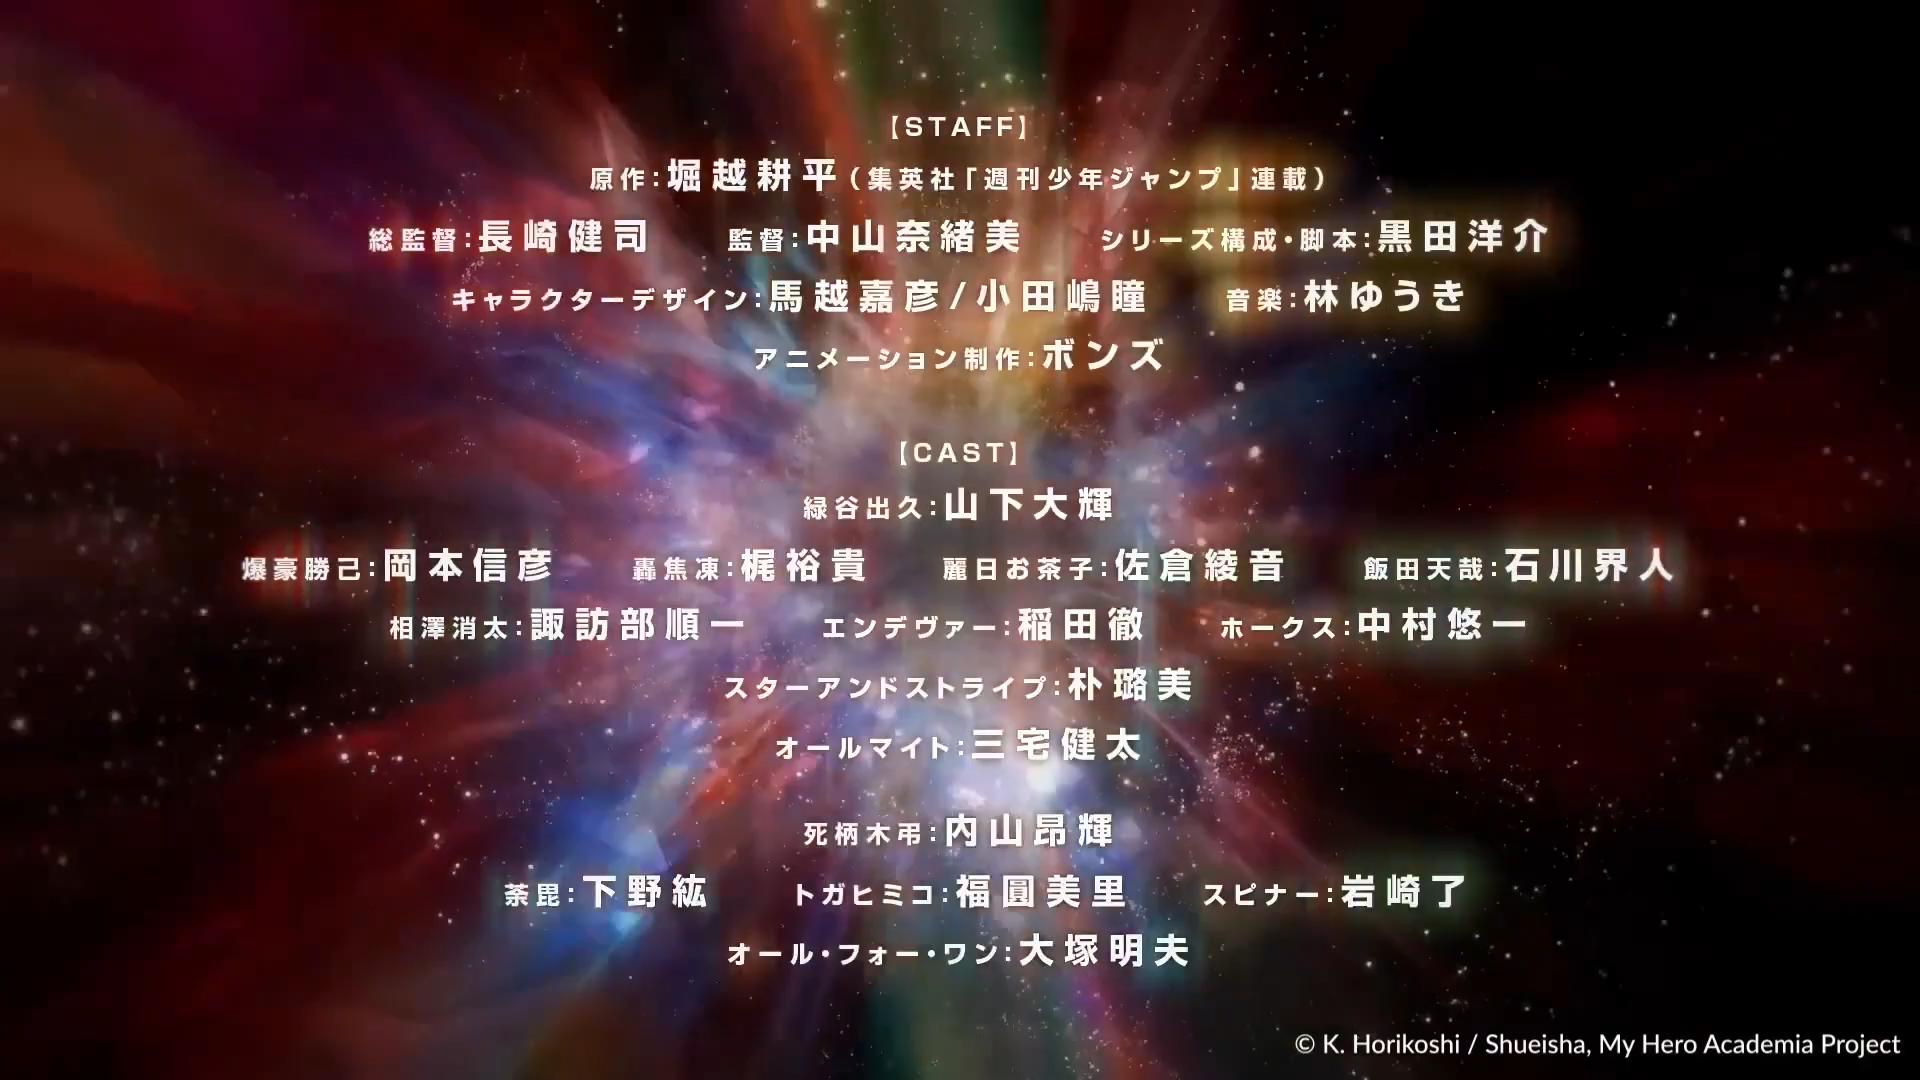 【STAFF】
原作:堀越耕平(集英社「週刊少年ジャンプ」連載)
総監督:長崎健司 監督:中山奈緒美 シリーズ構成・脚本:黒田洋介
キャラクターデザイン:馬越嘉彦/小田嶋瞳 音楽:林ゆうき
アニメーション制作:ボンズ
【CAST】
緑谷出久:山下大輝
爆豪勝己:岡本信彦 轟焦凍:梶裕貴 麗日お茶子:佐倉綾音 飯田天哉:石川界人
相澤消太:諏訪部順一 エンデヴァー:稲田徹 ホークス:中村悠一
スターアンドストライプ:朴璐美
オールマイト:三宅健太
死柄木弔:内山昂輝
荼毘:下野紘 トガヒミコ:福圓美里 スピナー:岩崎了
オール・フォー・ワン:大塚明夫
© K. Horikoshi / Shueisha, My Hero Academia Project